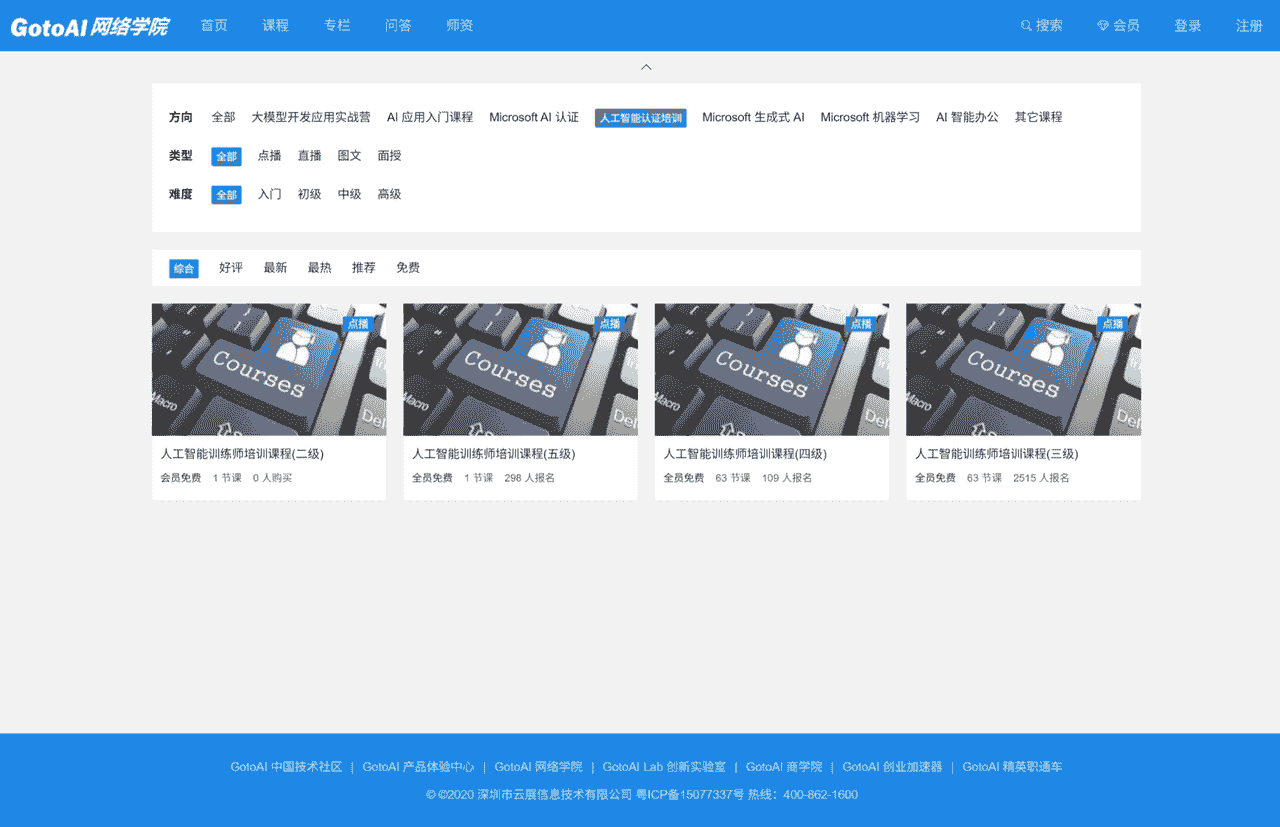 GotoAI 网络学院 首页 课程 专栏 问答 师资 搜索 会员 登录 注册
方向 全部 大模型开发应用实战营 AI 应用入门课程 Microsoft AI 认证 人工智能认证培训 Microsoft 生成式 AI Microsoft 机器学习 AI 智能办公 其它课程
类型 全部 点播 直播 图文 面授
难度 全部 入门 初级 中级 高级
综合 好评 最新 最热 推荐 免费
点播 点播 点播 点播
Courses Courses Courses Courses
Macro Macro Macro Macro
Del Del Del Del
人工智能训练师培训课程(二级) 人工智能训练师培训课程(五级) 人工智能训练师培训课程(四级) 人工智能训练师培训课程(三级)
会员免费 1 节课 0 人购买 全员免费 1 节课 298 人报名 全员免费 63 节课 109 人报名 全员免费 63 节课 2515 人报名
GotoAI 中国技术社区 | GotoAI 产品体验中心 | GotoAI 网络学院 | GotoAI Lab 创新实验室 | GotoAI 商学院 | GotoAI 创业加速器 | GotoAI 精英职通车
© ©2020 深圳市云展信息技术有限公司 粤ICP备15077337号 热线：400-862-1600